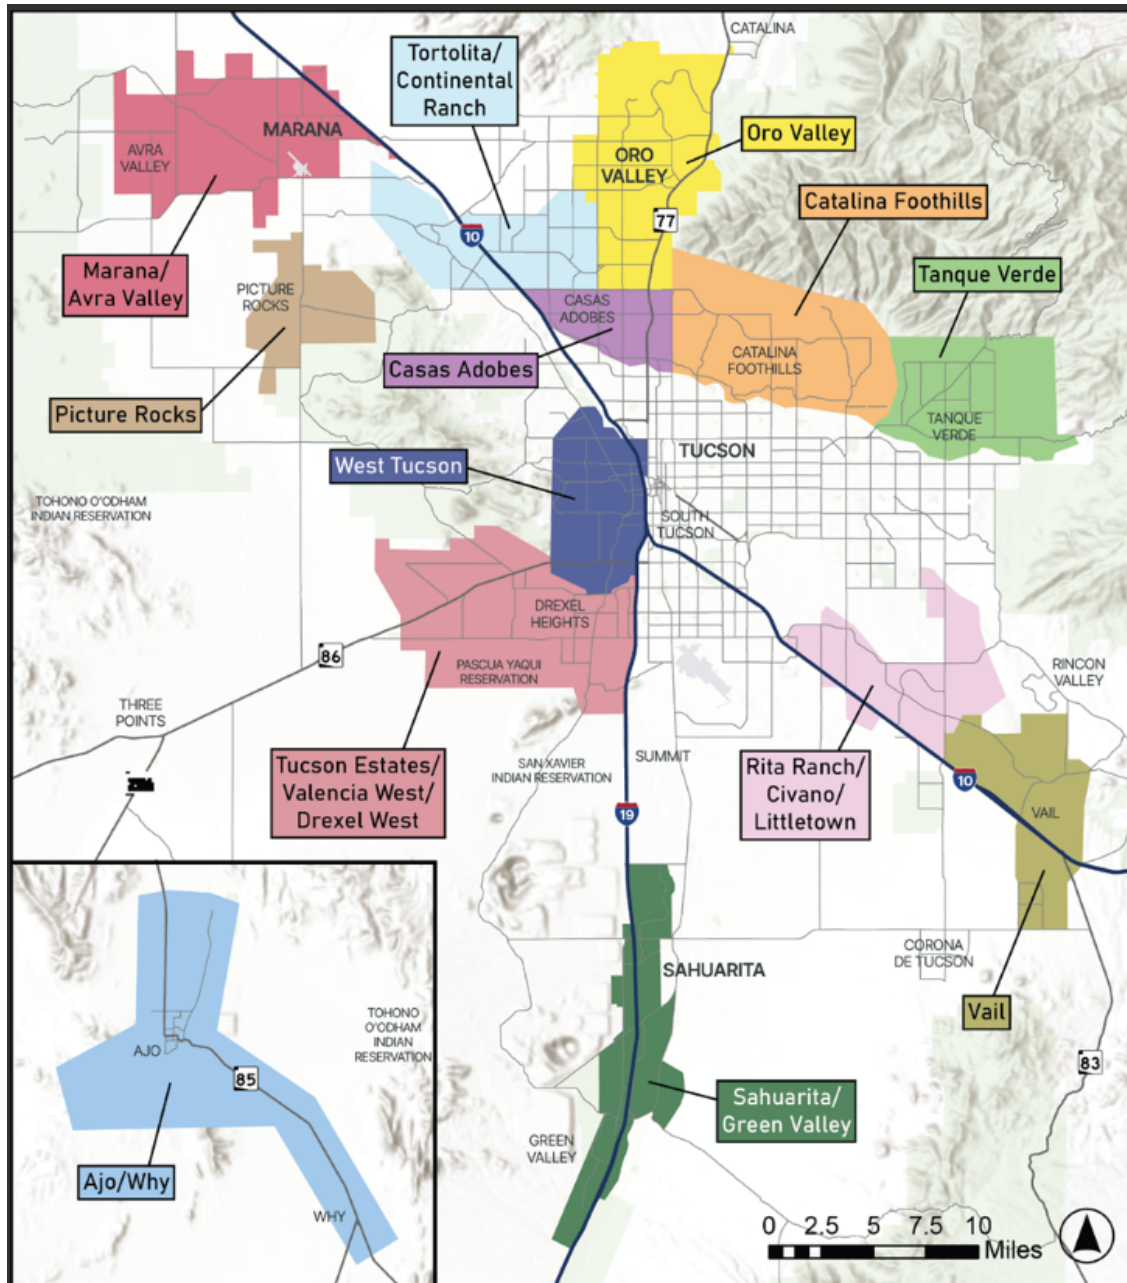 CATALINA
Tortolita/
Continental
Ranch
Oro Valley
MARANA
AVRA
VALLEY
ORO
VALLEY
77
10
Catalina Foothills
Marana/
Avra Valley
Tanque Verde
PICTURE
ROCKS
CASAS
ADOBES
CATALINA
FOOTHILLS
Casas Adobes
Picture Rocks
TANQUE
VERDE
West Tucson
TUCSON
TOHONO O'ODHAM
INDIAN RESERVATION
SOUTH
TUCSON
DREXEL
HEIGHTS
86
PASCUA YAQUI
RESERVATION
RINCON
VALLEY
THREE
POINTS
SAN XAVIER
INDIAN RESERVATION
SUMMIT
Tucson Estates/
Valencia West/
Drexel West
Rita Ranch/
Civano/
Littletown
10
19
VAIL
CORONA
DE TUCSON
SAHUARITA
Vail
TOHONO
O'ODHAM
INDIAN
RESERVATION
AJO
85
83
Sahuarita/
Green Valley
GREEN
VALLEY
Ajo/Why
WHY
0 2.5 5 7.5 10
Miles